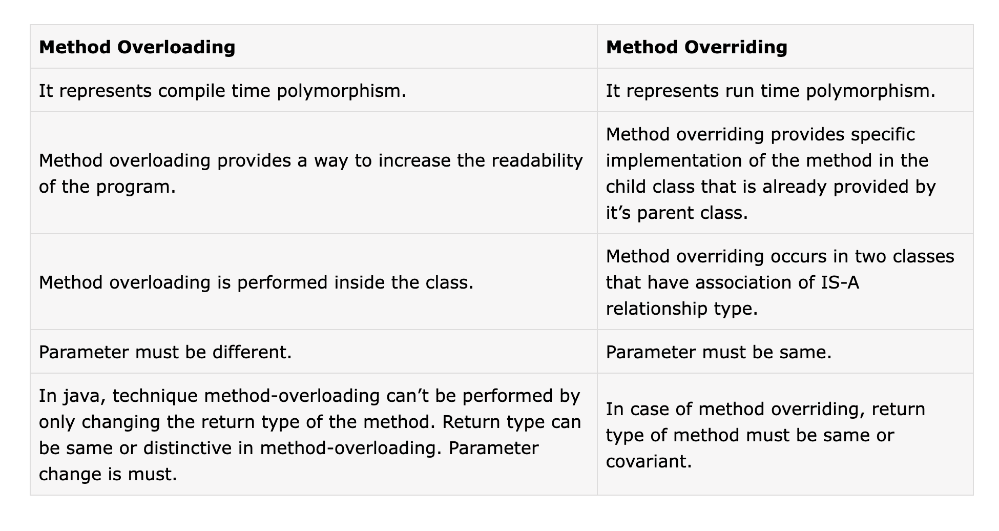 Method Overloading
Method Overriding
It represents compile time polymorphism.
It represents run time polymorphism.
Method overloading provides a way to increase the readability
of the program.
Method overriding provides specific
implementation of the method in the
child class that is already provided by
it’s parent class.
Method overloading is performed inside the class.
Method overriding occurs in two classes
that have association of IS-A
relationship type.
Parameter must be different.
Parameter must be same.
In java, technique method-overloading can’t be performed by
only changing the return type of the method. Return type can
be same or distinctive in method-overloading. Parameter
change is must.
In case of method overriding, return
type of method must be same or
covariant.